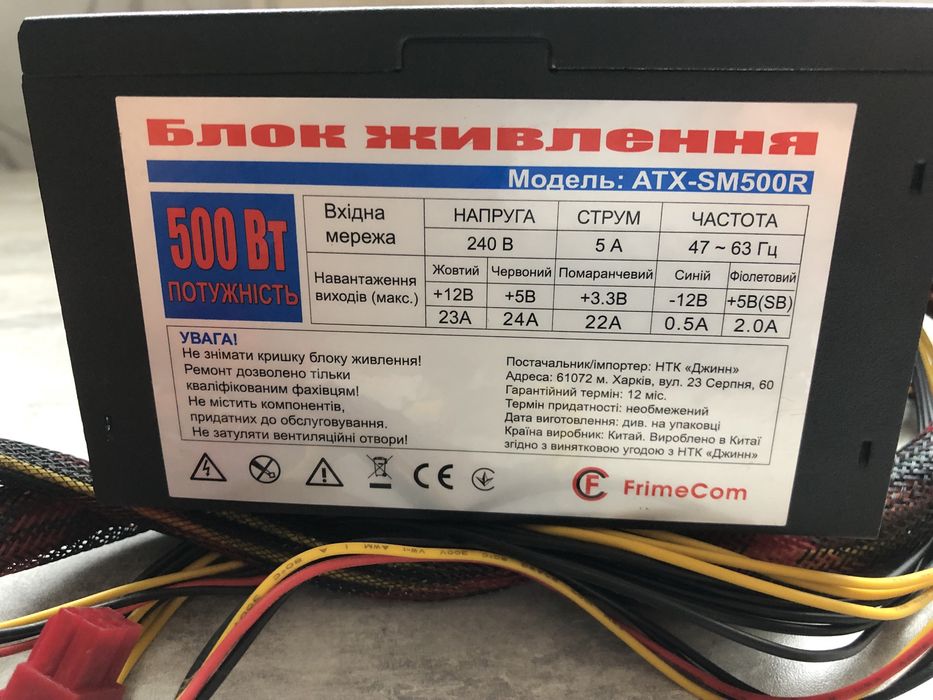 Блок живлення
Модель: ATX-SM500R
500 Вт
ПОТУЖНІСТЬ
Вхідна мережа НАПРУГА СТРУМ ЧАСТОТА
240 В 5 А 47 ~ 63 Гц
Навантаження виходів (макс.) Жовтий Червоний Помаранчевий Синій Фіолетовий
+12В +5В +3.3В -12В +5В(SB)
23А 24А 22А 0.5А 2.0А
УВАГА!
Не знімати кришку блоку живлення!
Ремонт дозволено тільки
кваліфікованим фахівцям!
Не містить компонентів,
придатних до обслуговування.
Не затуляти вентиляційні отвори!
Постачальник/імпортер: НТК «Джинн»
Адреса: 61072 м. Харків, вул. 23 Серпня, 60
Гарантійний термін: 12 міс.
Термін придатності: необмежений
Дата виготовлення: див. на упаковці
Країна виробник: Китай. Вироблено в Китаї
згідно з винятковою угодою з НТК «Джинн»
CE
FrimeCom